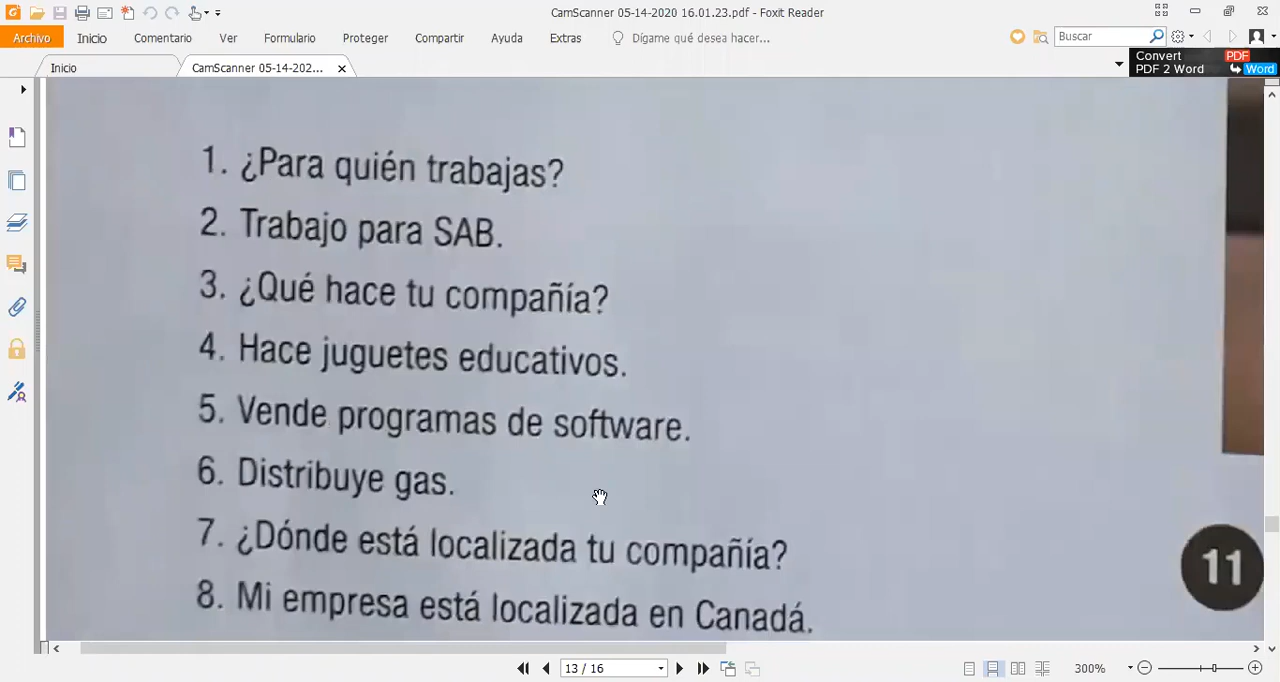 CamScanner 05-14-2020 16.01.23.pdf - Foxit Reader
Archivo Inicio Comentario Ver Formulario Proteger Compartir Ayuda Extras Dígame qué desea hacer... Buscar
Inicio CamScanner 05-14-202... Convert PDF
PDF 2 Word Word
1. ¿Para quién trabajas?
2. Trabajo para SAB.
3. ¿Qué hace tu compañía?
4. Hace juguetes educativos.
5. Vende programas de software.
6. Distribuye gas.
7. ¿Dónde está localizada tu compañía?
8. Mi empresa está localizada en Canadá.
11
13 / 16 300%